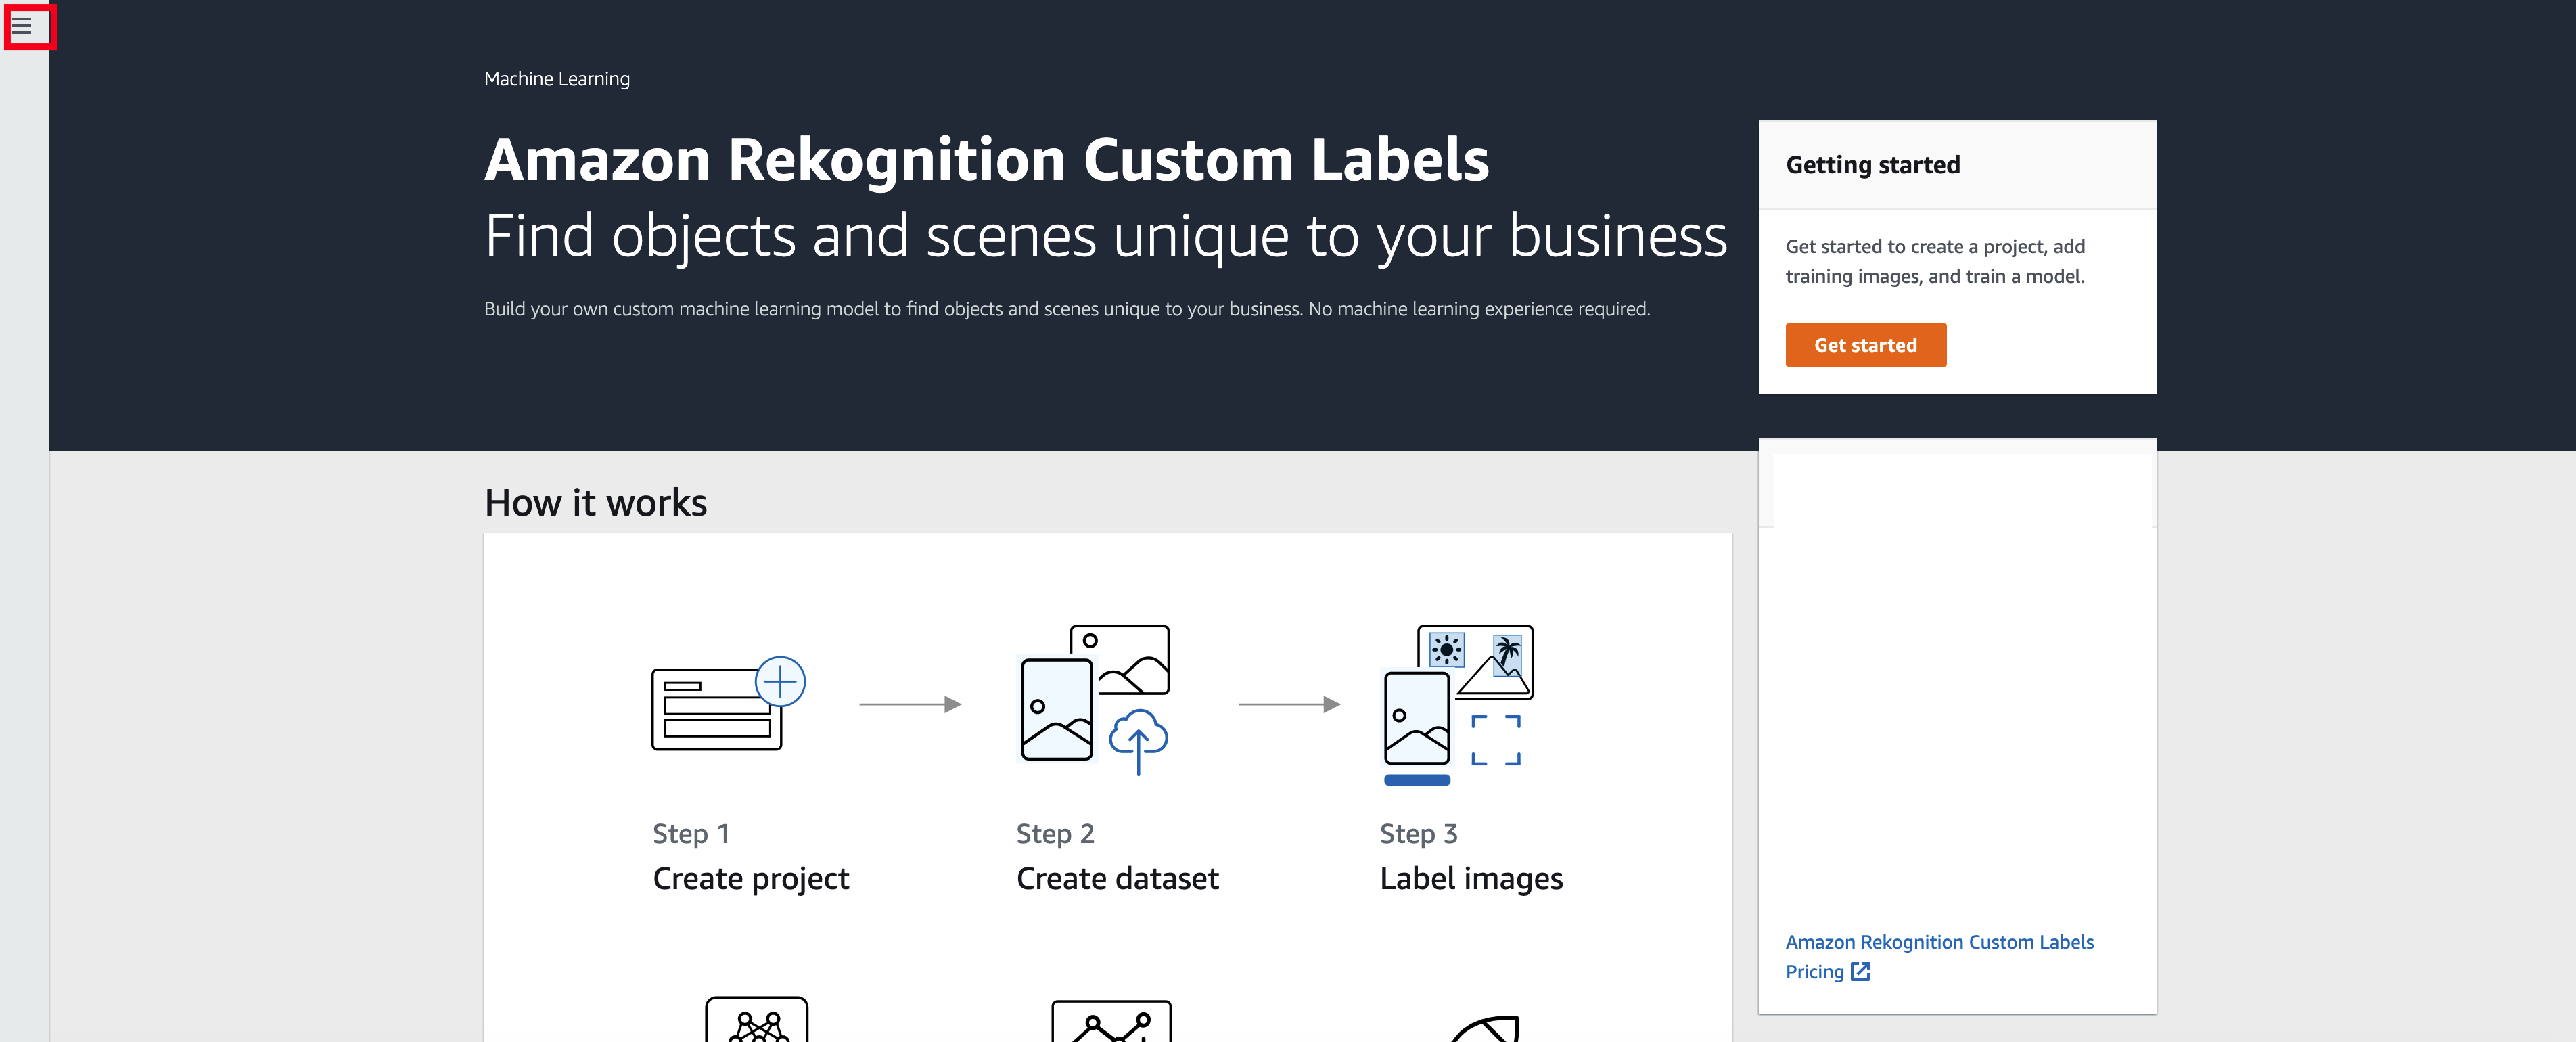 Machine Learning
Amazon Rekognition Custom Labels
Find objects and scenes unique to your business
Build your own custom machine learning model to find objects and scenes unique to your business. No machine learning experience required.
Getting started
Get started to create a project, add
training images, and train a model.
Get started
How it works
Step 1
Create project
Step 2
Create dataset
Step 3
Label images
Amazon Rekognition Custom Labels
Pricing